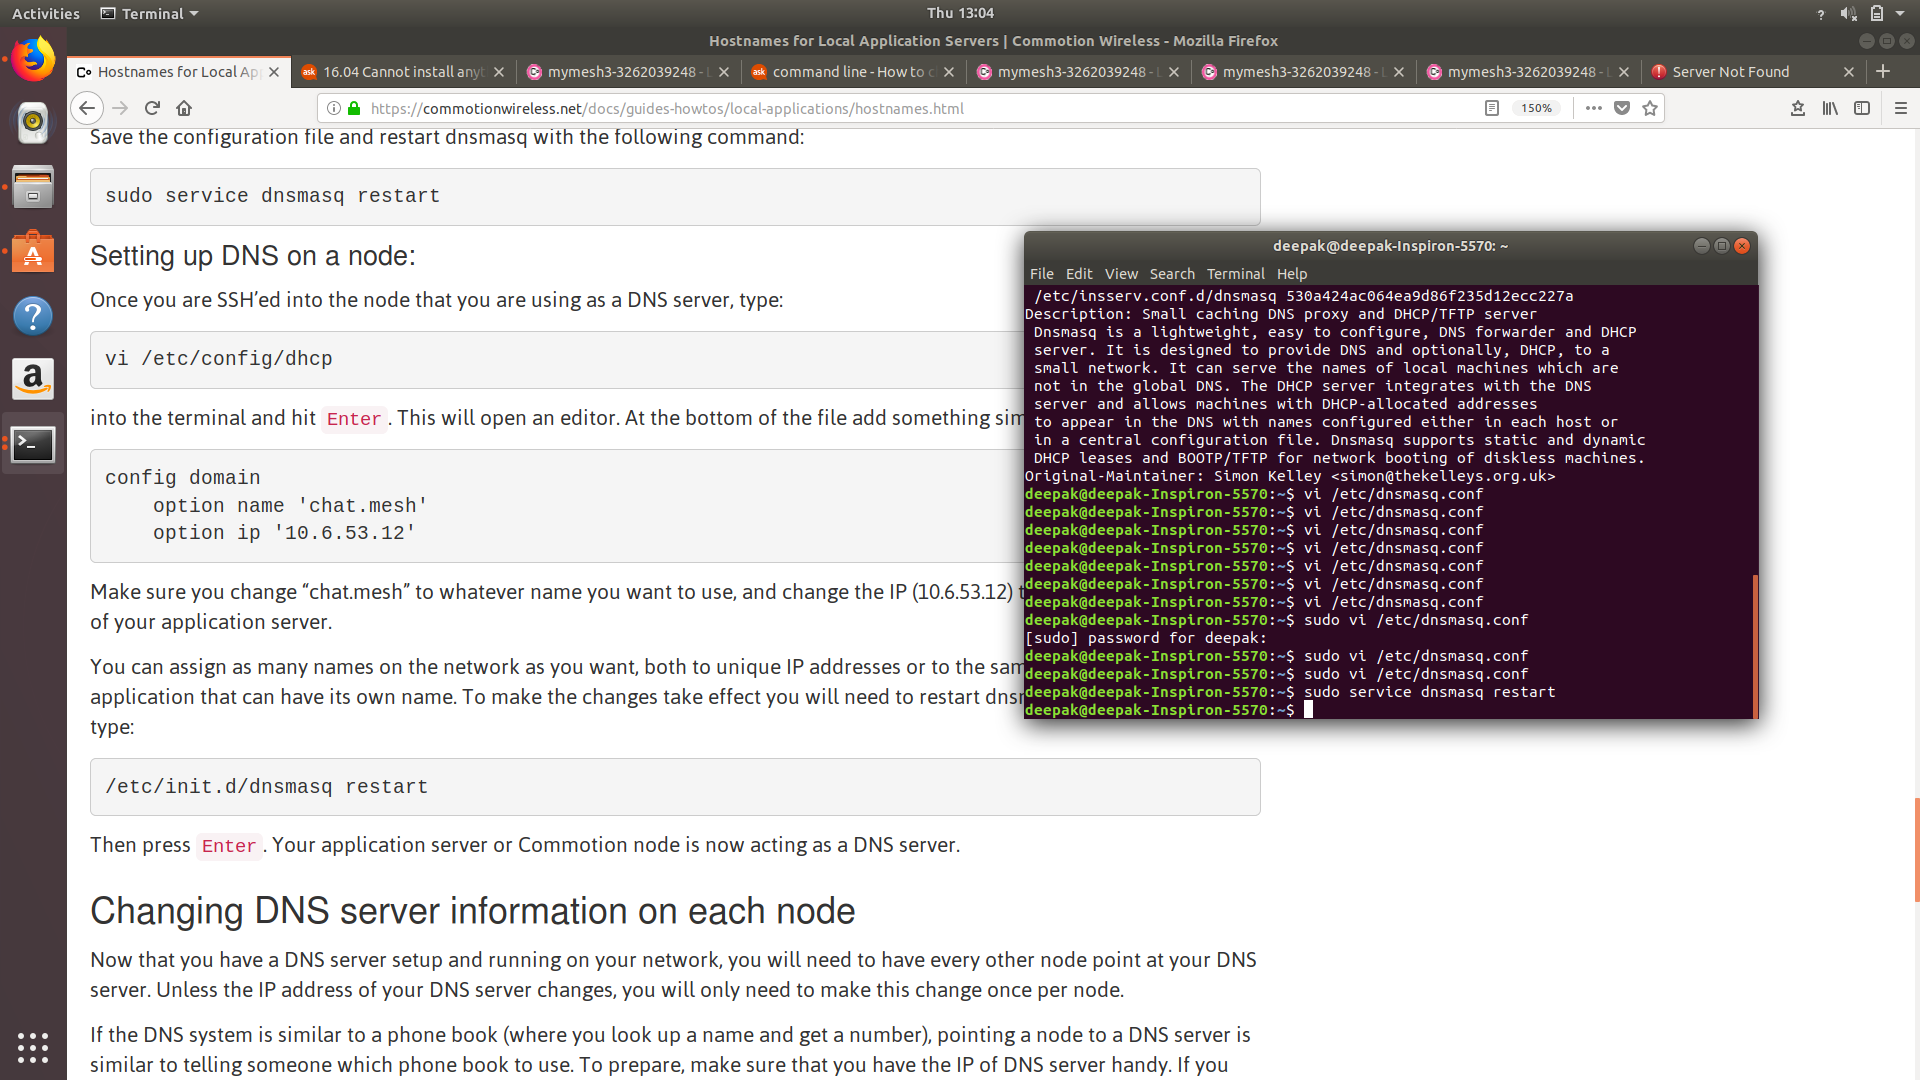 Activities
Terminal
Thu 13:04
?
Hostnames for Local Application Servers | Commotion Wireless - Mozilla Firefox
Hostnames for Local Ap
16.04 Cannot install anyt
mymesh3-3262039248 - L
command line - How to c
mymesh3-3262039248 -
mymesh3-3262039248 -
mymesh3-3262039248 -
Server Not Found
https://commotionwireless.net/docs/guides-howtos/local-applications/hostnames.html
150%
Save the configuration file and restart dnsmasq with the following command:
sudo service dnsmasq restart
Setting up DNS on a node:
Once you are SSH’ed into the node that you are using as a DNS server, type:
vi /etc/config/dhcp
into the terminal and hit Enter. This will open an editor. At the bottom of the file add something sim
config domain
    option name 'chat.mesh'
    option ip '10.6.53.12'
Make sure you change “chat.mesh” to whatever name you want to use, and change the IP (10.6.53.12)
of your application server.
You can assign as many names on the network as you want, both to unique IP addresses or to the sam
application that can have its own name. To make the changes take effect you will need to restart
type:
/etc/init.d/dnsmasq restart
Then press Enter. Your application server or Commotion node is now acting as a DNS server.
Changing DNS server information on each node
Now that you have a DNS server setup and running on your network, you will need to have every other node point at your DNS
server. Unless the IP address of your DNS server changes, you will only need to make this change once per node.
If the DNS system is similar to a phone book (where you look up a name and get a number), pointing a node to a DNS server is
similar to telling someone which phone book to use. To prepare, make sure that you have the IP of DNS server handy. If you
deepak@deepak-Inspiron-5570: ~
File Edit View Search Terminal Help
/etc/insserv.conf.d/dnsmasq 530a424ac064ea9d86f235d12ecc227a
Description: Small caching DNS proxy and DHCP/TFTP server
Dnsmasq is a lightweight, easy to configure, DNS forwarder and DHCP
server. It is designed to provide DNS and optionally, DHCP, to a
small network. It can serve the names of local machines which are
not in the global DNS. The DHCP server integrates with the DNS
server and allows machines with DHCP-allocated addresses
to appear in the DNS with names configured either in each host or
in a central configuration file. Dnsmasq supports static and dynamic
DHCP leases and BOOTP/TFTP for network booting of diskless machines.
Original-Maintainer: Simon Kelley <simon@thekelleys.org.uk>
deepak@deepak-Inspiron-5570:~$ vi /etc/dnsmasq.conf
deepak@deepak-Inspiron-5570:~$ vi /etc/dnsmasq.conf
deepak@deepak-Inspiron-5570:~$ vi /etc/dnsmasq.conf
deepak@deepak-Inspiron-5570:~$ vi /etc/dnsmasq.conf
deepak@deepak-Inspiron-5570:~$ vi /etc/dnsmasq.conf
deepak@deepak-Inspiron-5570:~$ vi /etc/dnsmasq.conf
deepak@deepak-Inspiron-5570:~$ vi /etc/dnsmasq.conf
deepak@deepak-Inspiron-5570:~$ sudo vi /etc/dnsmasq.conf
[sudo] password for deepak:
deepak@deepak-Inspiron-5570:~$ sudo vi /etc/dnsmasq.conf
deepak@deepak-Inspiron-5570:~$ sudo vi /etc/dnsmasq.conf
deepak@deepak-Inspiron-5570:~$ sudo service dnsmasq restart
deepak@deepak-Inspiron-5570:~$